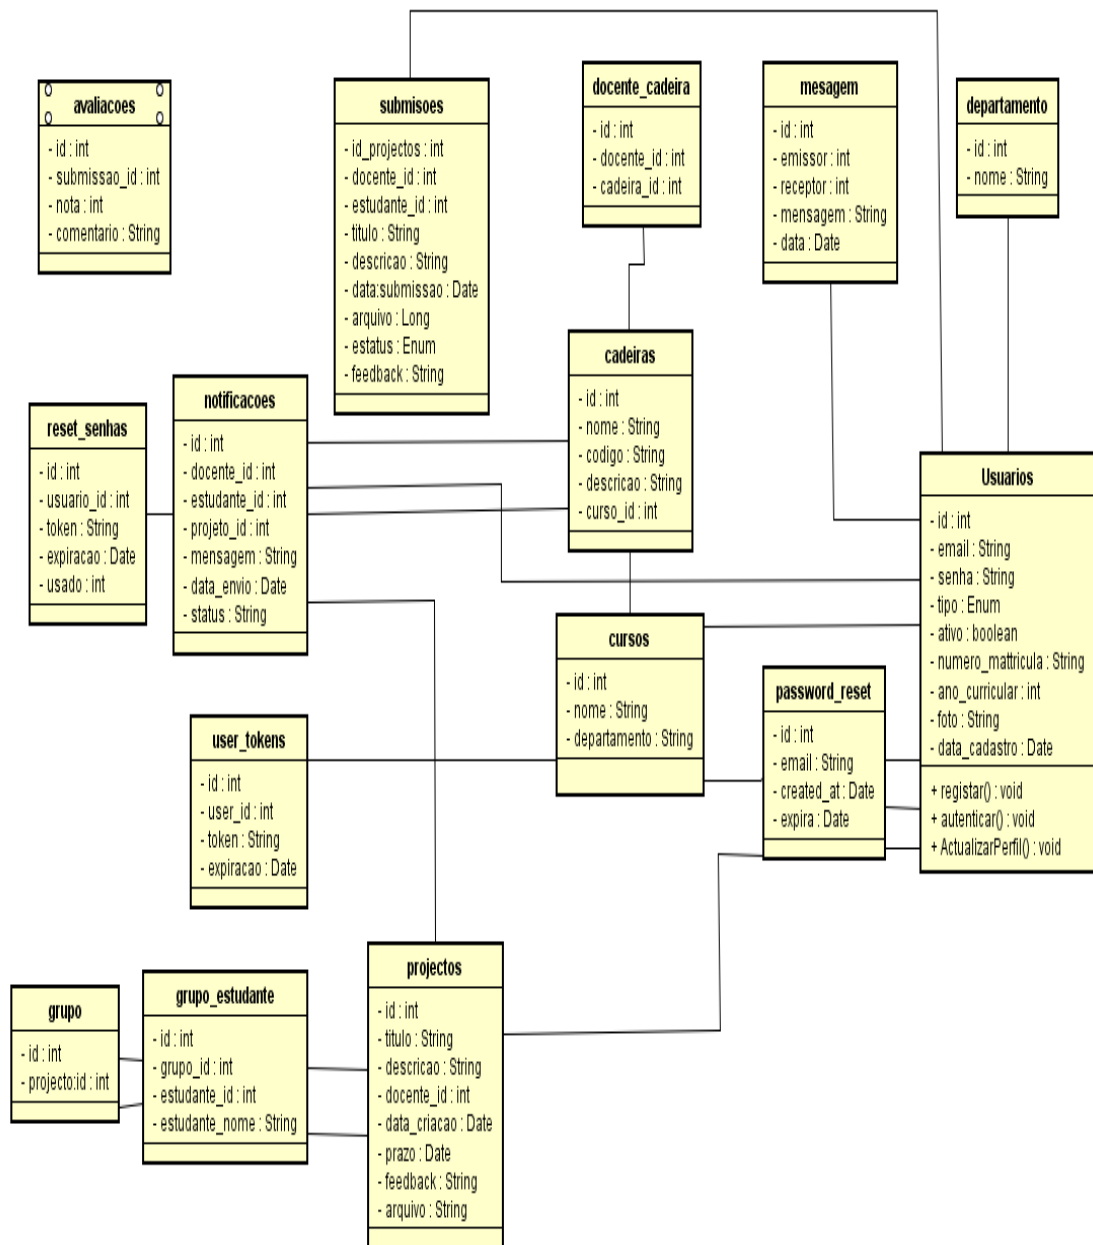 avaliacoes
- id : int
- submissao_id : int
- nota : int
- comentario : String
submisoes
- id_projectos : int
- docente_id : int
- estudante_id : int
- titulo : String
- descricao : String
- data:submissao : Date
- arquivo : Long
- estatus : Enum
- feedback : String
docente_cadeira
- id : int
- docente_id : int
- cadeira_id : int
mesagem
- id : int
- emissor : int
- receptor : int
- mensagem : String
- data : Date
departamento
- id : int
- nome : String
reset_senhas
- id : int
- usuario_id : int
- token : String
- expiracao : Date
- usado : int
notificacoes
- id : int
- docente_id : int
- estudante_id : int
- projeto_id : int
- mensagem : String
- data_envio : Date
- status : String
cadeiras
- id : int
- nome : String
- codigo : String
- descricao : String
- curso_id : int
Usuarios
- id : int
- email : String
- senha : String
- tipo : Enum
- ativo : boolean
- numero_mattricula : String
- ano_curricular : int
- foto : String
- data_cadastro : Date
+ registar() : void
+ autenticar() : void
+ ActualizarPerfil() : void
cursos
- id : int
- nome : String
- departamento : String
password_reset
- id : int
- email : String
- created_at : Date
- expira : Date
user_tokens
- id : int
- user_id : int
- token : String
- expiracao : Date
grupo
- id : int
- projecto:id : int
grupo_estudante
- id : int
- grupo_id : int
- estudante_id : int
- estudante_nome : String
projectos
- id : int
- titulo : String
- descricao : String
- docente_id : int
- data_criacao : Date
- prazo : Date
- feedback : String
- arquivo : String